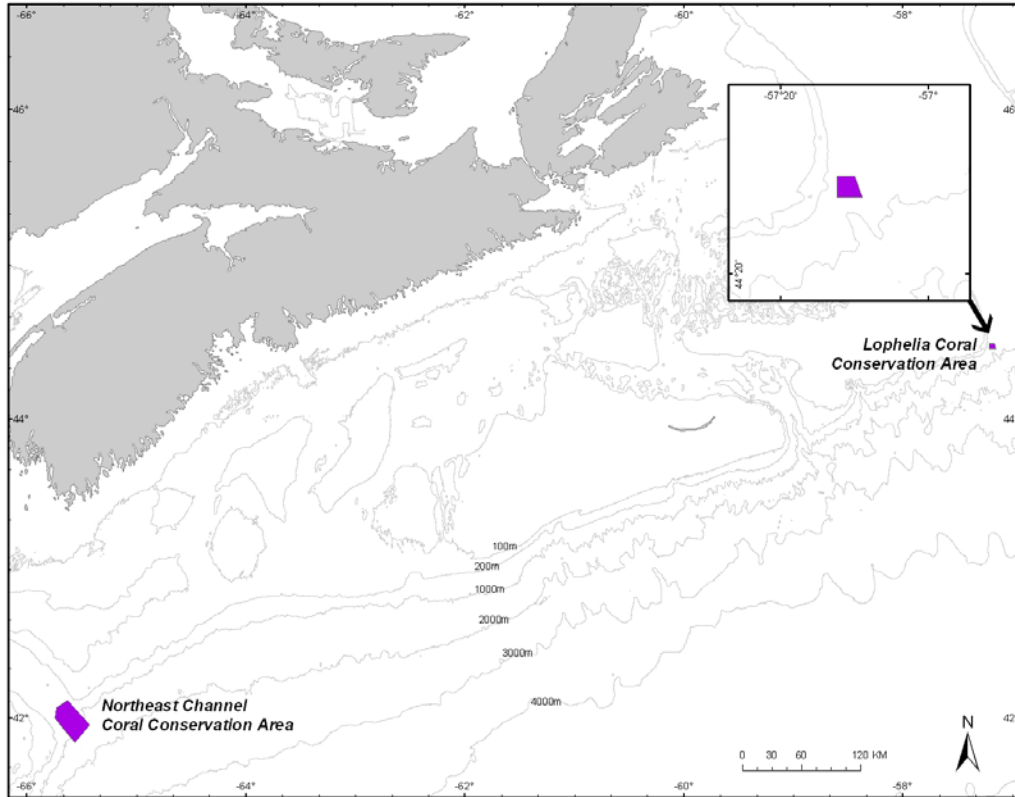 -66°
-64°
-62°
-60°
-58°
46°
46
-57°20'
-57°
44°20'
Lophelia Coral
Conservation Area
44°
44
100m
200m
1000m
2000m
3000m
4000m
Northeast Channel
Coral Conservation Area
42°
42
N
0 30 60 120 KM
-66°
-64°
-62°
-60°
-58°